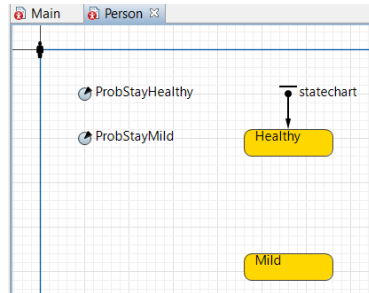 Main
Person
ProbStayHealthy
statechart
ProbStayMild
Healthy
Mild